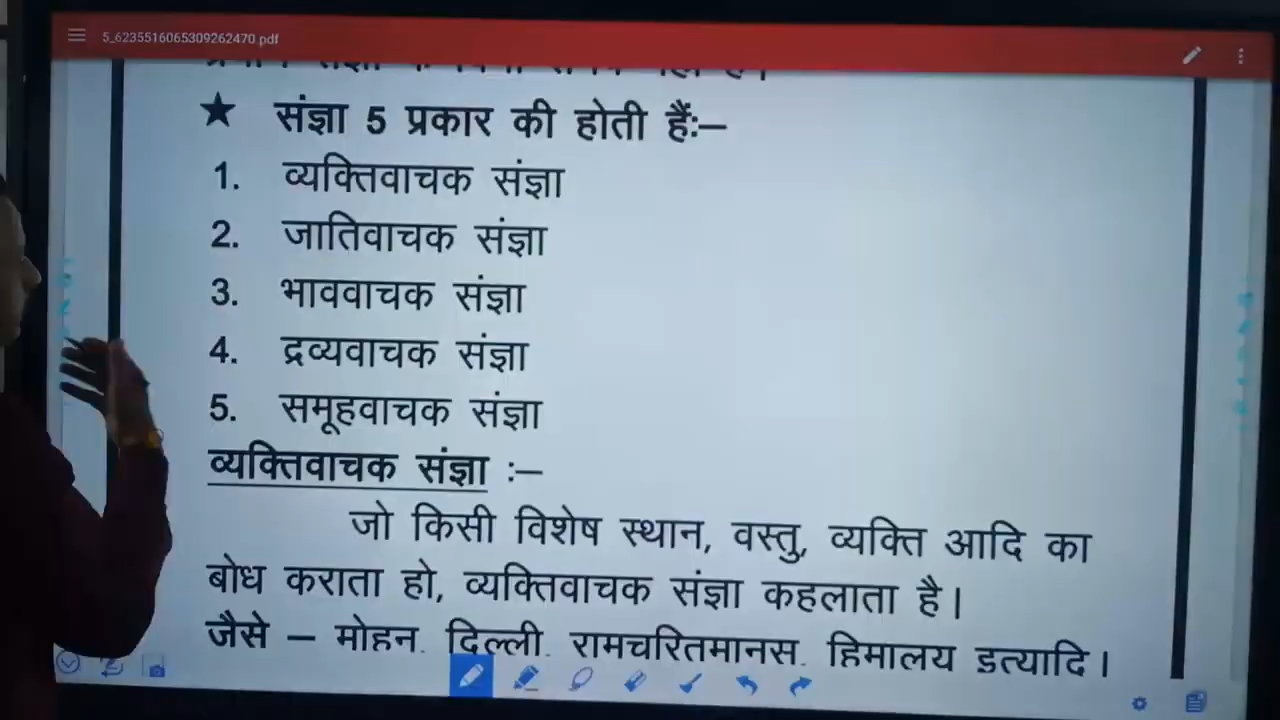 5_6235516065309262470.pdf
★ संज्ञा 5 प्रकार की होती हैंः–
1. व्यक्तिवाचक संज्ञा
2. जातिवाचक संज्ञा
3. भाववाचक संज्ञा
4. द्रव्यवाचक संज्ञा
5. समूहवाचक संज्ञा
व्यक्तिवाचक संज्ञा :–
जो किसी विशेष स्थान, वस्तु, व्यक्ति आदि का
बोध कराता हो, व्यक्तिवाचक संज्ञा कहलाता है।
जैसे – मोहन, दिल्ली, रामचरितमानस, हिमालय इत्यादि।